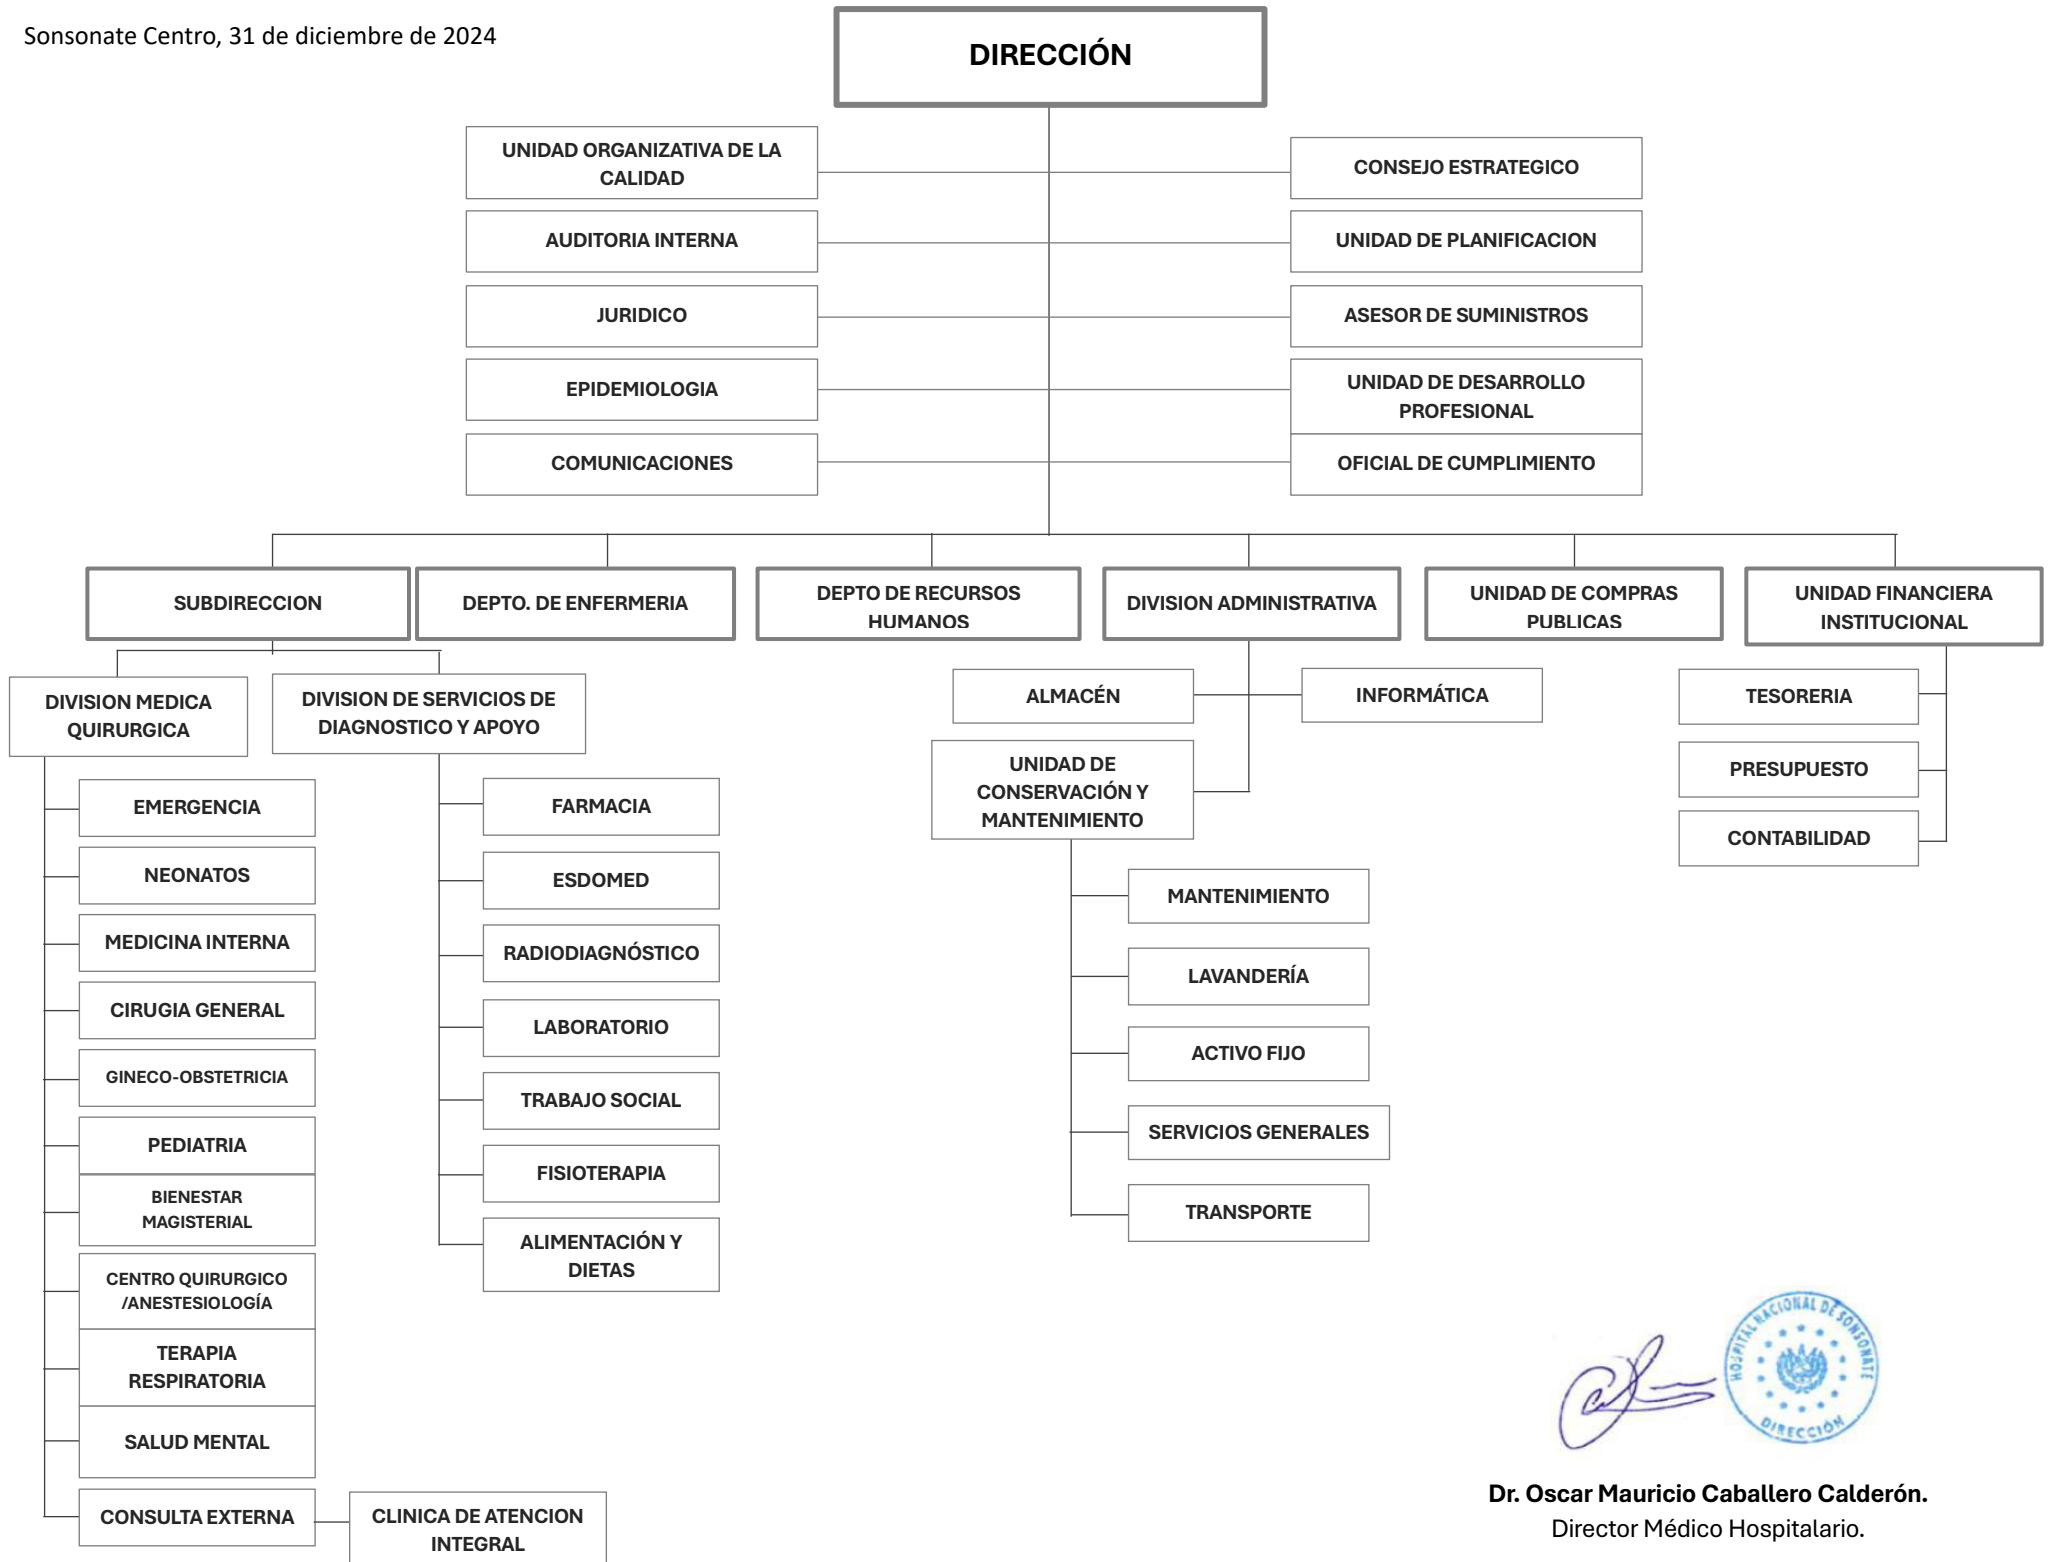 Sonsonate Centro, 31 de diciembre de 2024
DIRECCIÓN
UNIDAD ORGANIZATIVA DE LA
CALIDAD
CONSEJO ESTRATEGICO
AUDITORIA INTERNA
UNIDAD DE PLANIFICACION
JURIDICO
ASESOR DE SUMINISTROS
EPIDEMIOLOGIA
UNIDAD DE DESARROLLO
PROFESIONAL
COMUNICACIONES
OFICIAL DE CUMPLIMIENTO
SUBDIRECCION
DEPTO. DE ENFERMERIA
DEPTO DE RECURSOS
HUMANOS
DIVISION ADMINISTRATIVA
UNIDAD DE COMPRAS
PUBLICAS
UNIDAD FINANCIERA
INSTITUCIONAL
DIVISION MEDICA
QUIRURGICA
DIVISION DE SERVICIOS DE
DIAGNOSTICO Y APOYO
EMERGENCIA
NEONATOS
MEDICINA INTERNA
CIRUGIA GENERAL
GINECO-OBSTETRICIA
PEDIATRIA
BIENESTAR
MAGISTERIAL
CENTRO QUIRURGICO
/ANESTESIOLOGÍA
TERAPIA
RESPIRATORIA
SALUD MENTAL
CONSULTA EXTERNA
CLINICA DE ATENCION
INTEGRAL
FARMACIA
ESDOMED
RADIODIAGNÓSTICO
LABORATORIO
TRABAJO SOCIAL
FISIOTERAPIA
ALIMENTACIÓN Y
DIETAS
ALMACÉN
INFORMÁTICA
UNIDAD DE
CONSERVACIÓN Y
MANTENIMIENTO
MANTENIMIENTO
LAVANDERÍA
ACTIVO FIJO
SERVICIOS GENERALES
TRANSPORTE
TESORERIA
PRESUPUESTO
CONTABILIDAD
HOSPITAL NACIONAL DE SONSONATE
DIRECCIÓN
Dr. Oscar Mauricio Caballero Calderón.
Director Médico Hospitalario.